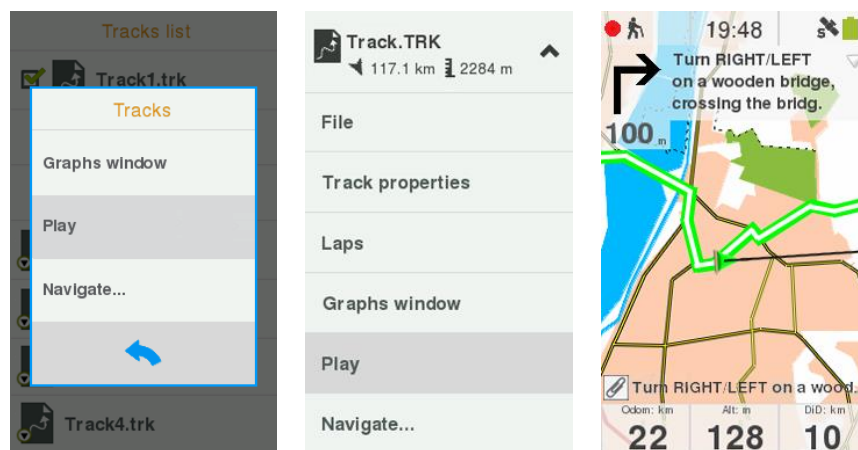 Tracks list
Track1.trk
Tracks
Graphs window
Play
Navigate...
Track4.trk
Track.TRK
117.1 km 2284 m
File
Track properties
Laps
Graphs window
Play
Navigate...
19:48
S
Turn RIGHT/LEFT
on a wooden bridge,
crossing the bridg.
100 m
Turn RIGHT/LEFT on a wood.
Odom: km Alt: m DiD: km
22 128 10